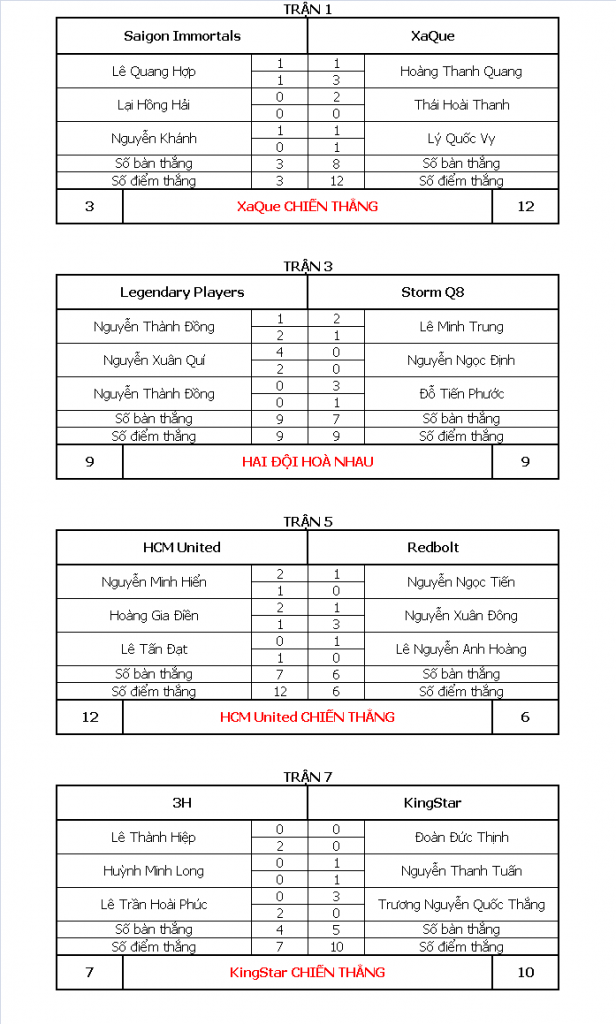 TRẬN 1
Saigon Immortals XaQue
Lê Quang Hợp 1 1 Hoàng Thanh Quang
1 3
Lại Hồng Hải 0 2 Thái Hoài Thanh
0 0
Nguyễn Khánh 1 1 Lý Quốc Vy
0 1
Số bàn thắng 3 8 Số bàn thắng
Số điểm thắng 3 12 Số điểm thắng
3 XaQue CHIẾN THẮNG 12
TRẬN 3
Legendary Players Storm Q8
Nguyễn Thành Đồng 1 2 Lê Minh Trung
2 1
Nguyễn Xuân Quí 4 0 Nguyễn Ngọc Định
2 0
Nguyễn Thành Đồng 0 3 Đỗ Tiến Phước
0 1
Số bàn thắng 9 7 Số bàn thắng
Số điểm thắng 9 9 Số điểm thắng
9 HAI ĐỘI HOÀ NHAU 9
TRẬN 5
HCM United Redbolt
Nguyễn Minh Hiển 2 1 Nguyễn Ngọc Tiến
1 0
Hoàng Gia Điền 2 1 Nguyễn Xuân Đông
1 3
Lê Tấn Đạt 0 1 Lê Nguyễn Anh Hoàng
1 0
Số bàn thắng 7 6 Số bàn thắng
Số điểm thắng 12 6 Số điểm thắng
12 HCM United CHIẾN THẮNG 6
TRẬN 7
3H KingStar
Lê Thành Hiệp 0 0 Đoàn Đức Thịnh
2 0
Huỳnh Minh Long 0 1 Nguyễn Thanh Tuấn
0 1
Lê Trần Hoài Phúc 0 3 Trương Nguyễn Quốc Thắng
2 0
Số bàn thắng 4 5 Số bàn thắng
Số điểm thắng 7 10 Số điểm thắng
7 KingStar CHIẾN THẮNG 10